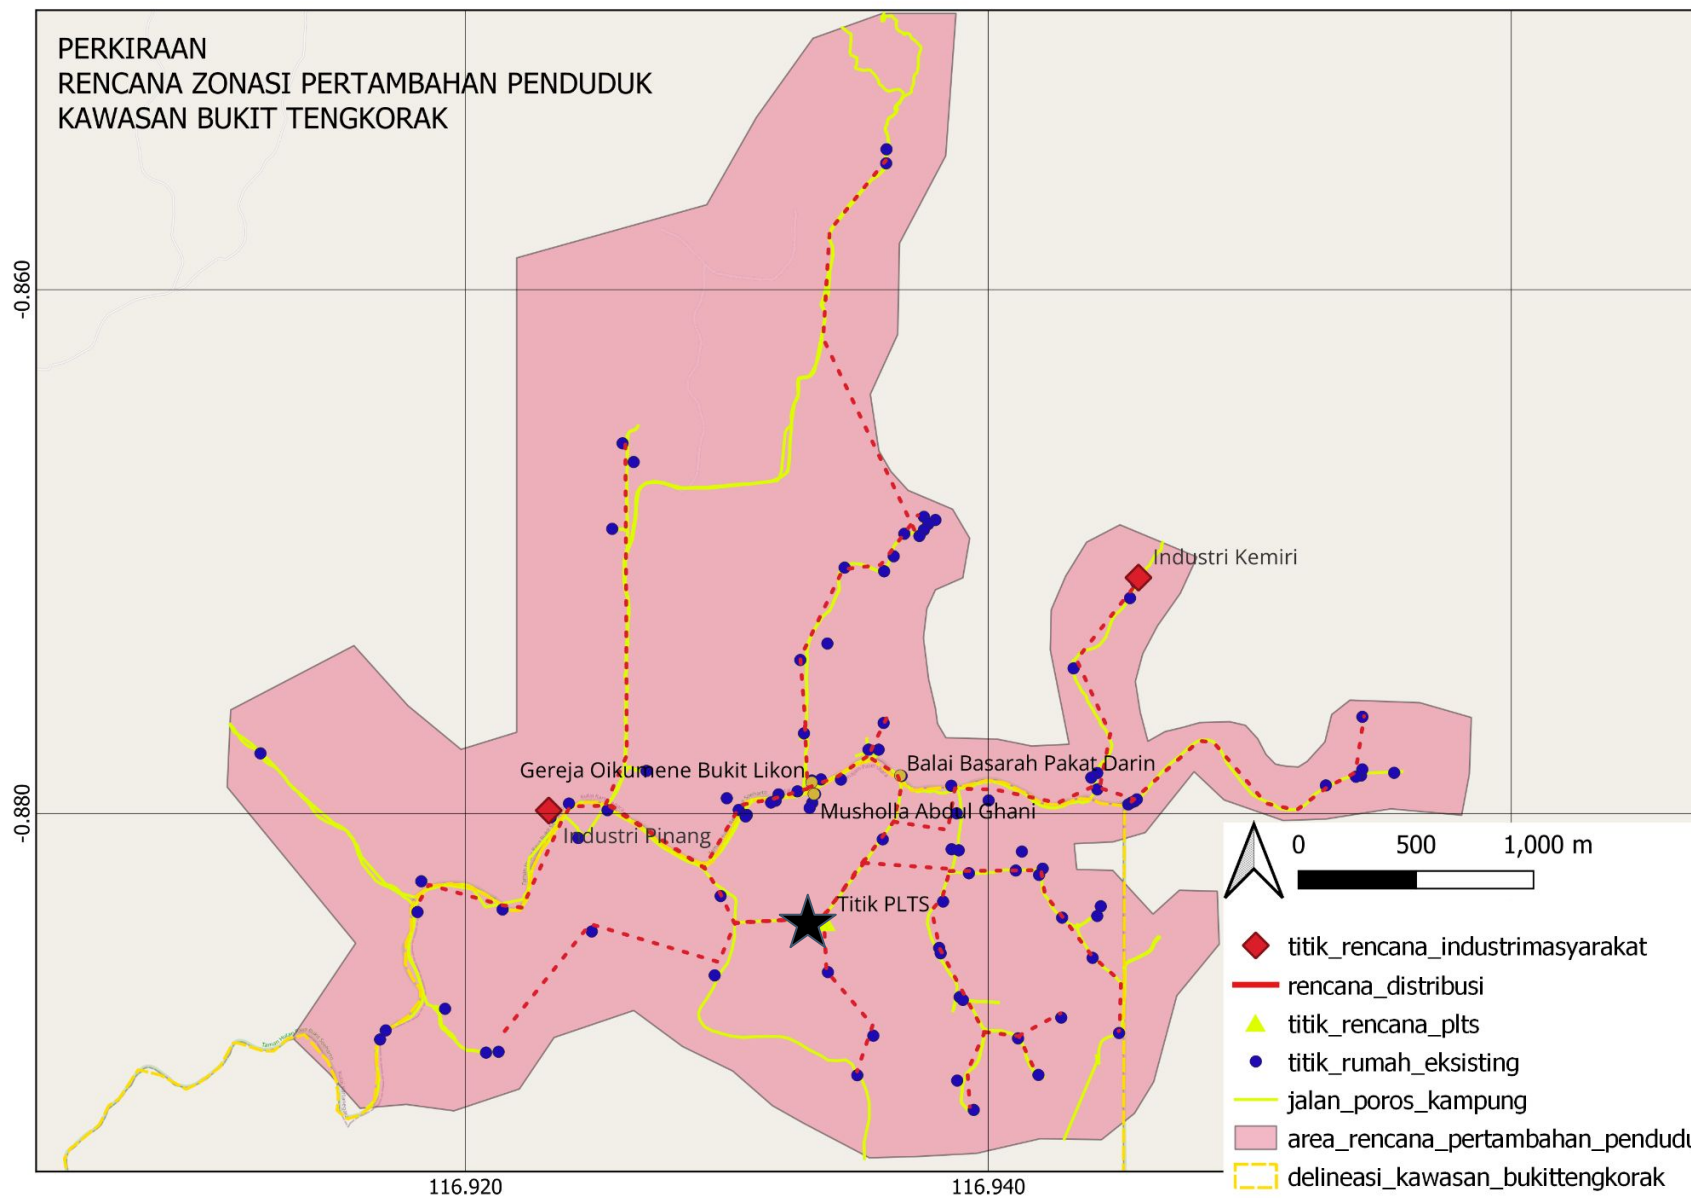 PERKIRAAN
RENCANA ZONASI PERTAMBAHAN PENDUDUK
KAWASAN BUKIT TENGKORAK
-0.860
Industri Kemiri
Gereja Oikumene Bukit Likon
Balai Basarah Pakat Darin
-0.880
Musholla Abdul Ghani
Industri Pinang
Titik PLTS
0 500 1,000 m
titik_rencana_industrimasyarakat
rencana_distribusi
titik_rencana_plts
titik_rumah_eksisting
jalan_poros_kampung
area_rencana_pertambahan_pendudu
delineasi_kawasan_bukittengkorak
116.920 116.940